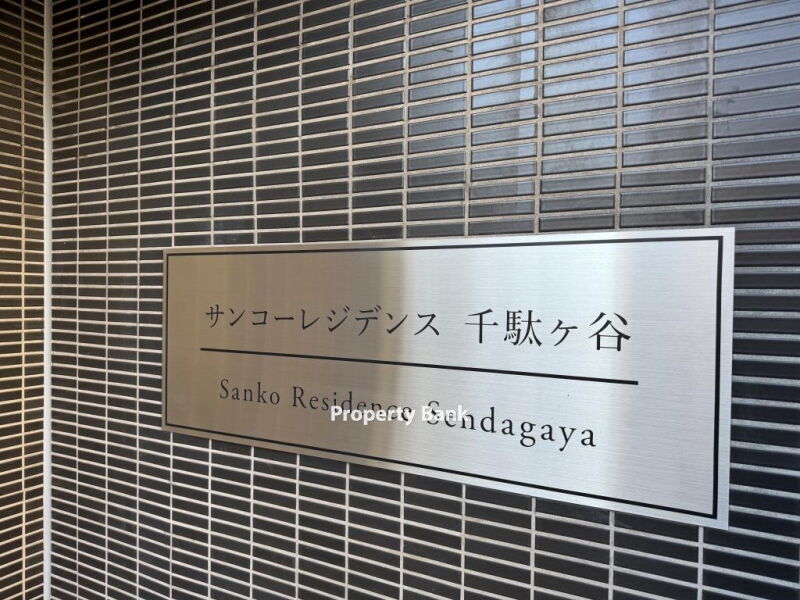 サンコーレジデンス 千駄ヶ谷
Sanko Residence Sendagaya
Property Bank